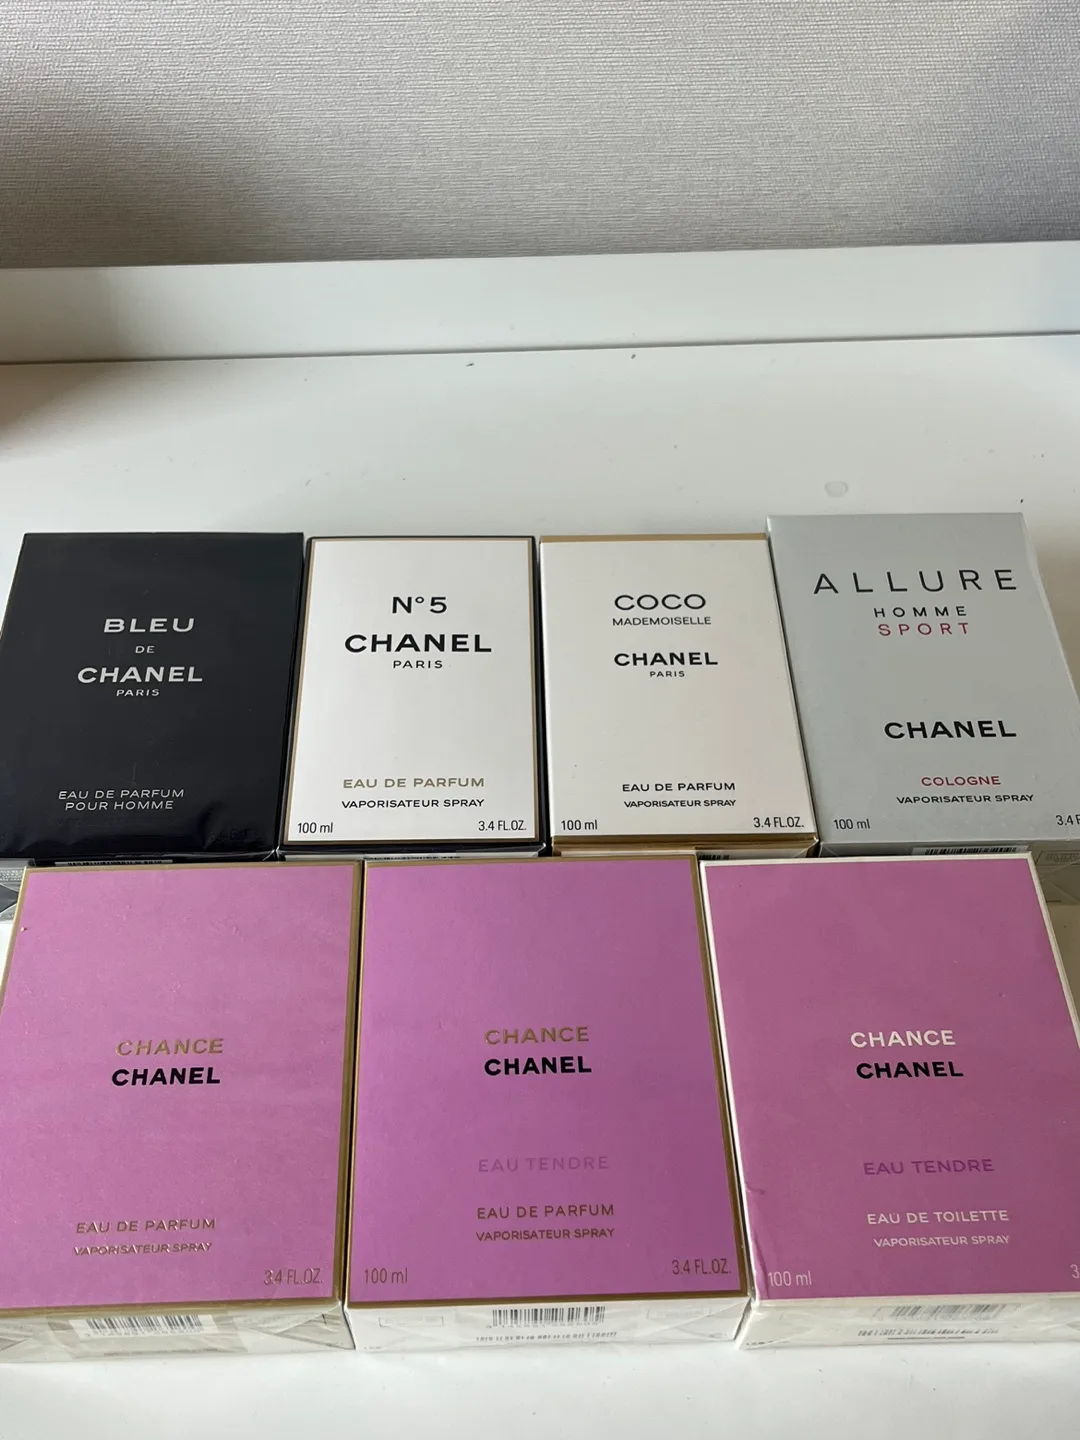 BLEU
DE
CHANEL
PARIS
EAU DE PARFUM
POUR HOMME
N°5
CHANEL
PARIS
EAU DE PARFUM
VAPORISATEUR SPRAY
100 ml 3.4 FL.OZ.
COCO
MADEMOISELLE
CHANEL
PARIS
EAU DE PARFUM
VAPORISATEUR SPRAY
100 ml 3.4 FL.OZ.
ALLURE
HOMME
SPORT
CHANEL
COLOGNE
VAPORISATEUR SPRAY
100 ml 3.4 F
CHANCE
CHANEL
EAU DE PARFUM
VAPORISATEUR SPRAY
3.4 FL.OZ.
CHANCE
CHANEL
EAU TENDRE
EAU DE PARFUM
VAPORISATEUR SPRAY
100 ml 3.4 FL.OZ.
CHANCE
CHANEL
EAU TENDRE
EAU DE TOILETTE
VAPORISATEUR SPRAY
100 ml 3